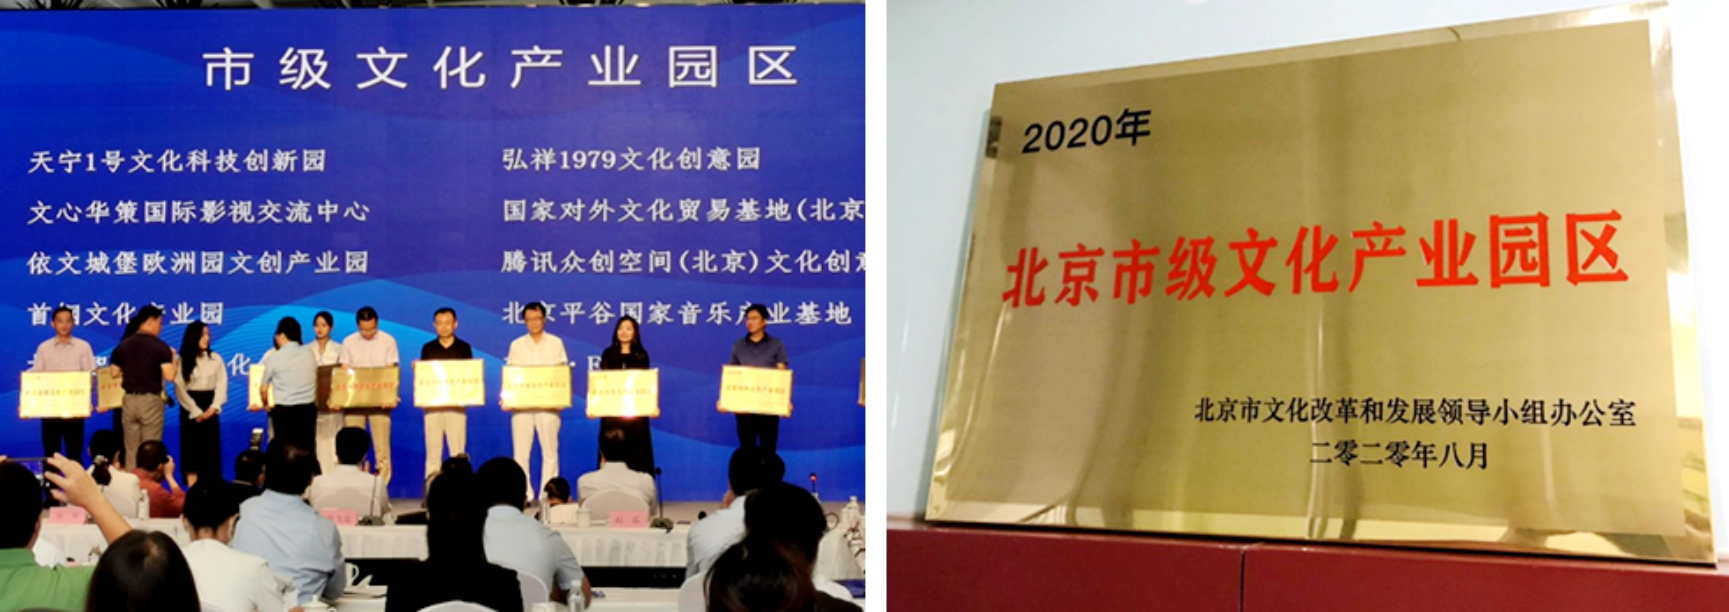 市级文化产业园区
天宁1号文化科技创新园
弘祥1979文化创意园
文心华策国际影视交流中心
国家对外文化贸易基地(北京
依文城堡欧洲园文创产业园
腾讯众创空间(北京)文化创意
首钢文化产业园
北京平谷国家音乐产业基地
化
2020年
北京市级文化产业园区
北京市文化改革和发展领导小组办公室
二零二零年八月